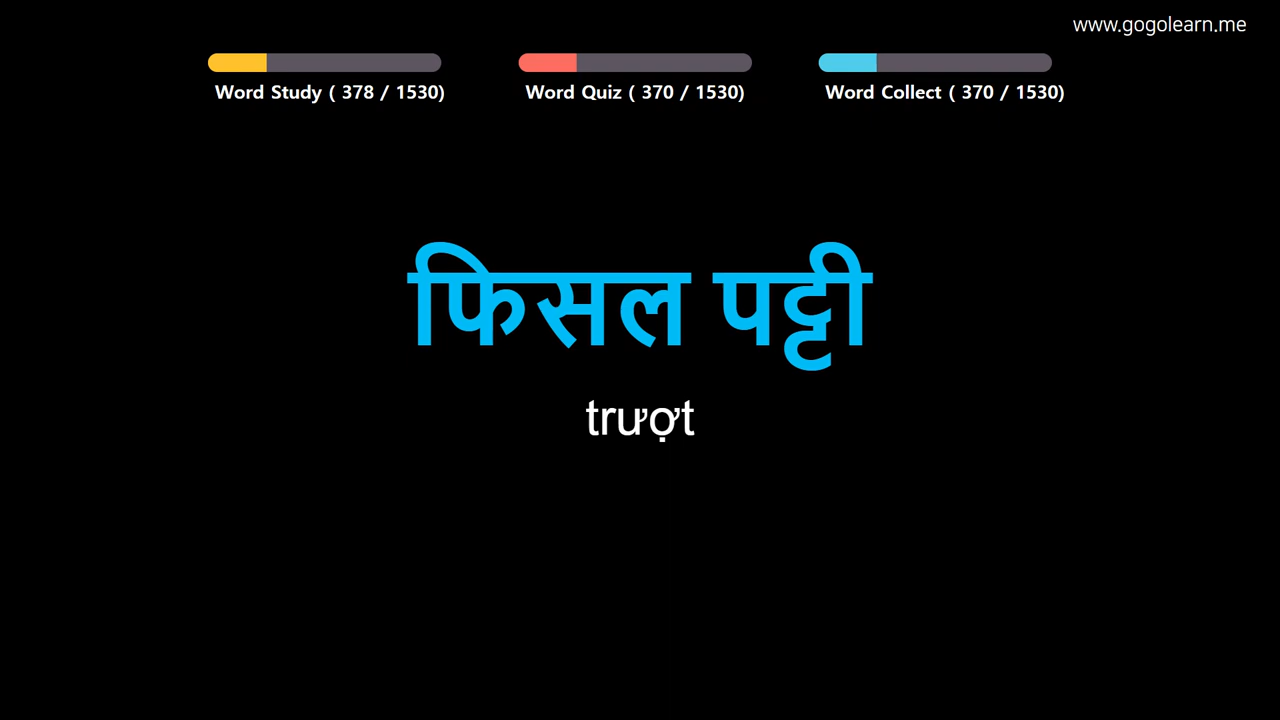 www.gogolearn.me
Word Study ( 378 / 1530)
Word Quiz ( 370 / 1530)
Word Collect ( 370 / 1530)
फिसल पट्टी
trượt